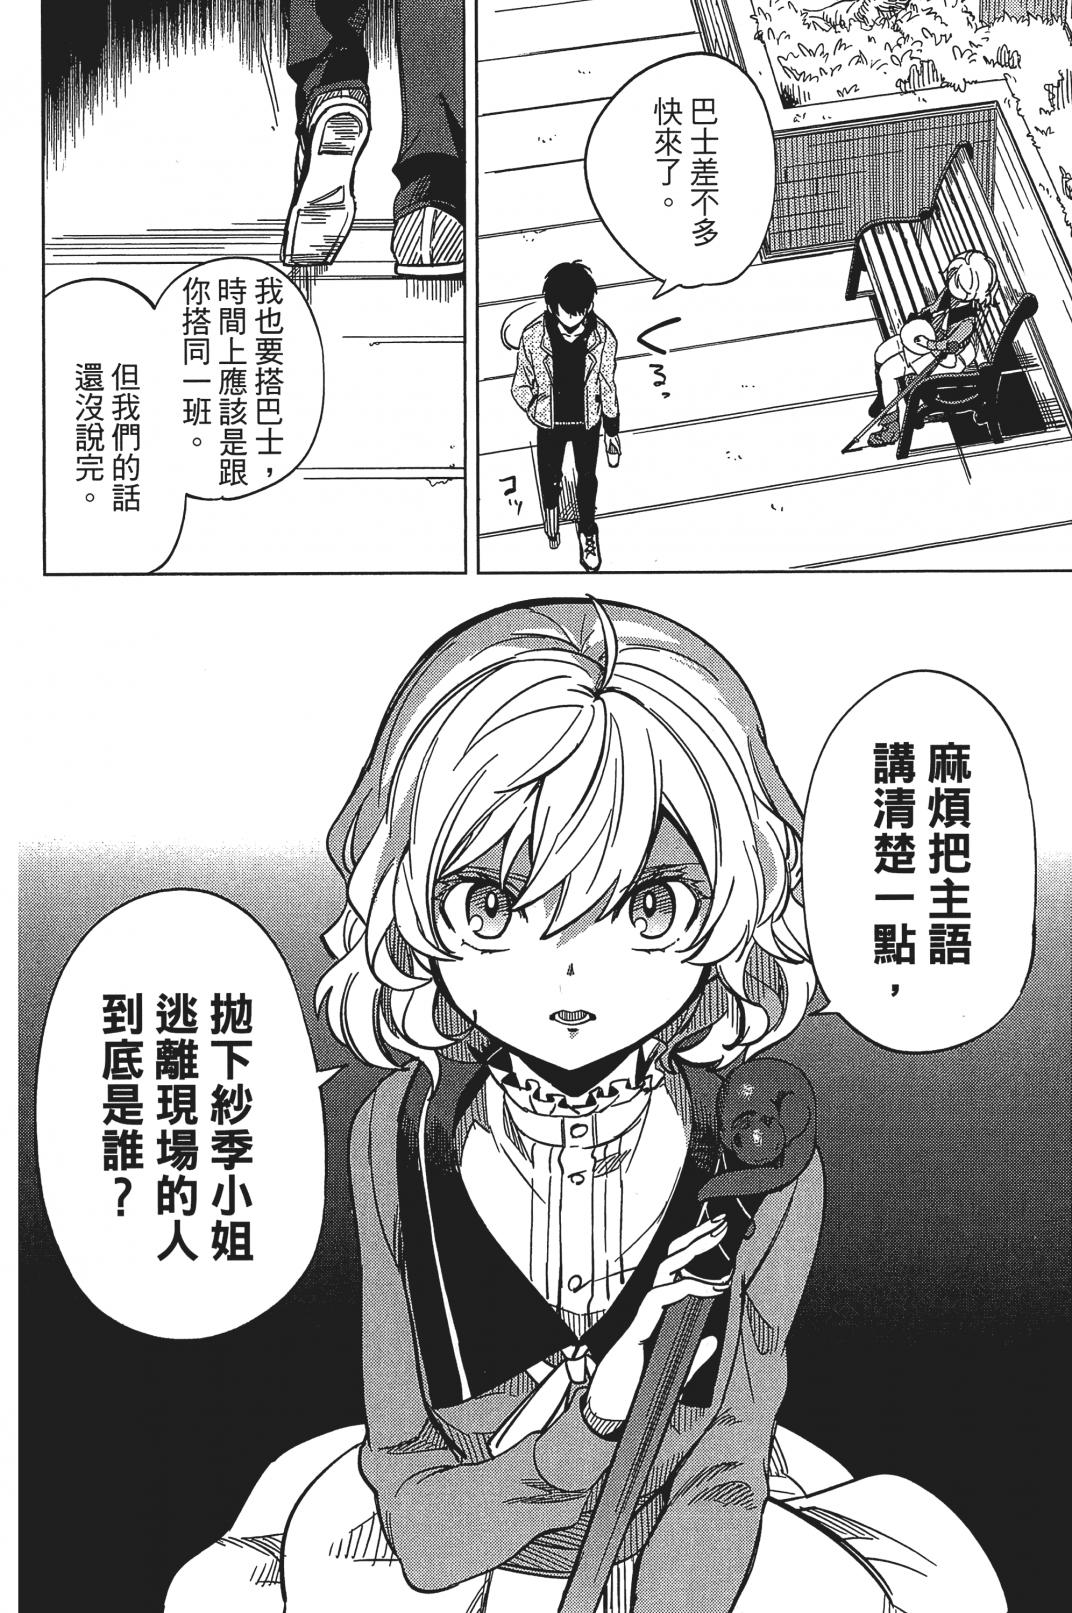 巴士差不多
快來了。
くる。
コツ
我也要搭巴士，
時間上應該是跟
你搭同一班。
但我們的話
還沒說完。
麻煩把主語
講清楚一點，
拋下紗季小姐
逃離現場的人
到底是誰？